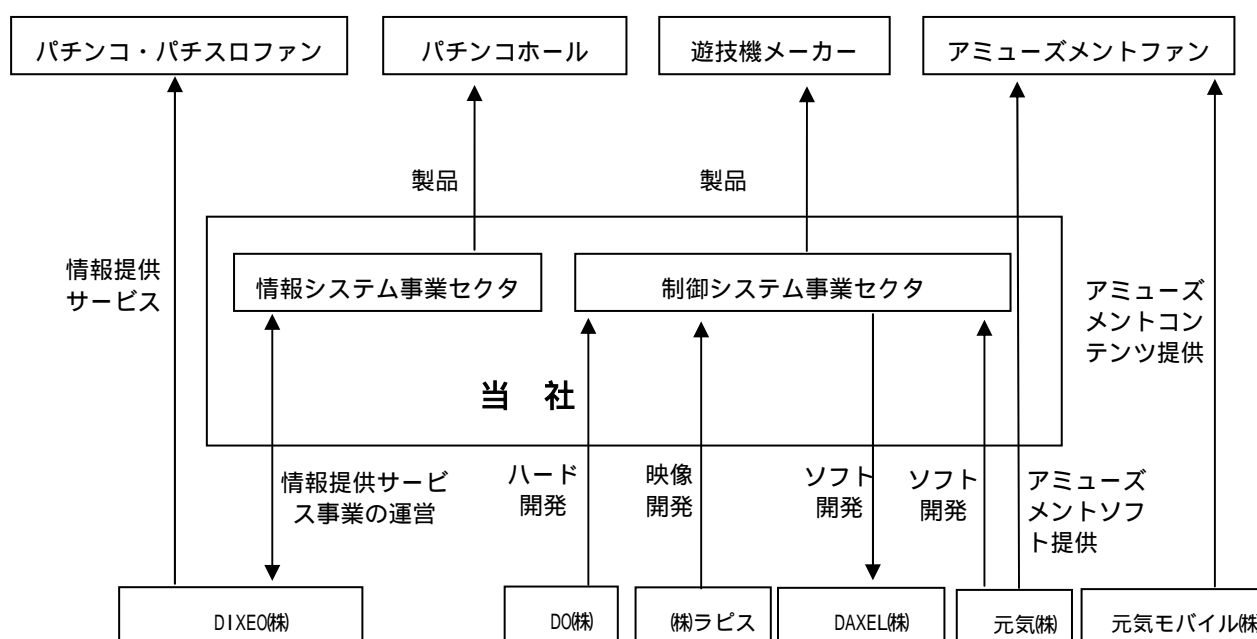 パチンコ・パチスロファン
パチンコホール
遊技機メーカー
アミューズメントファン
製品
製品
情報提供
サービス
情報システム事業セクタ
制御システム事業セクタ
アミューズ
メントコン
テンツ提供
当 社
情報提供サービ
ス事業の運営
ハード
開発
映像
開発
ソフト
開発
ソフト
開発
アミューズ
メントソフ
ト提供
DIXEO㈱
DO㈱
㈱ラピス
DAXEL㈱
元気㈱
元気モバイル㈱